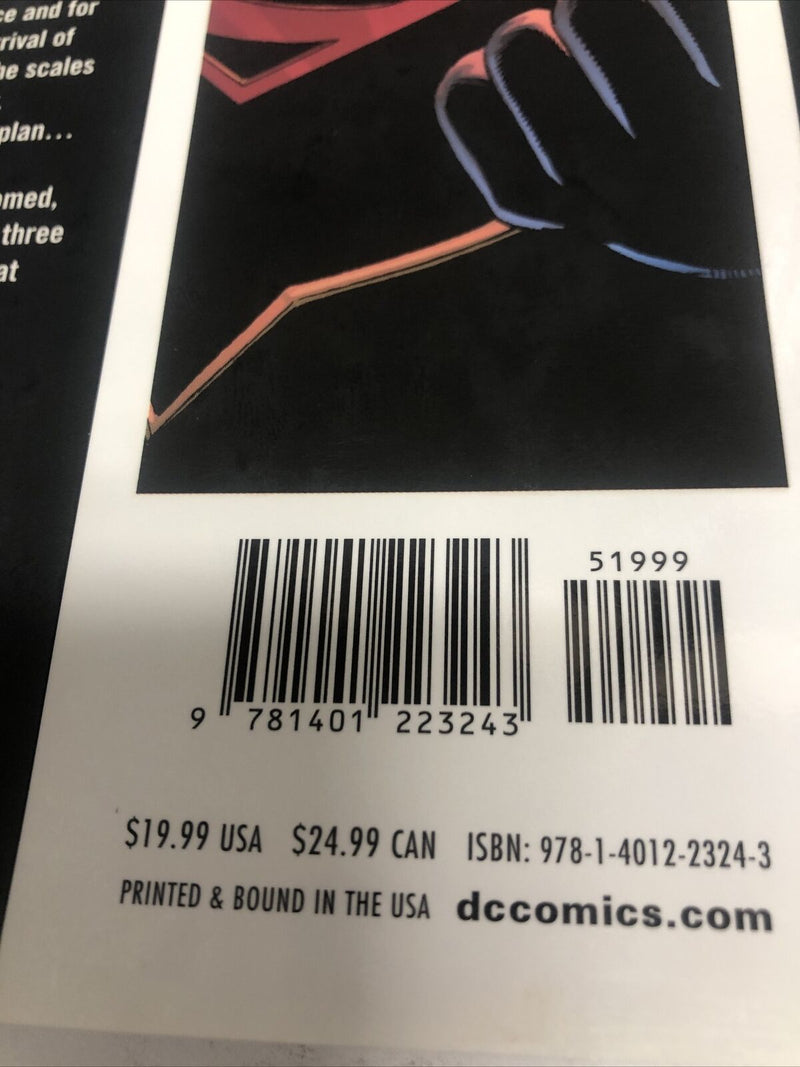 ce and for
rival of
he scales
plan...
omed,
three
at
51999
9 781401 223243
$19.99 USA $24.99 CAN ISBN: 978-1-4012-2324-3
PRINTED & BOUND IN THE USA dccomics.com